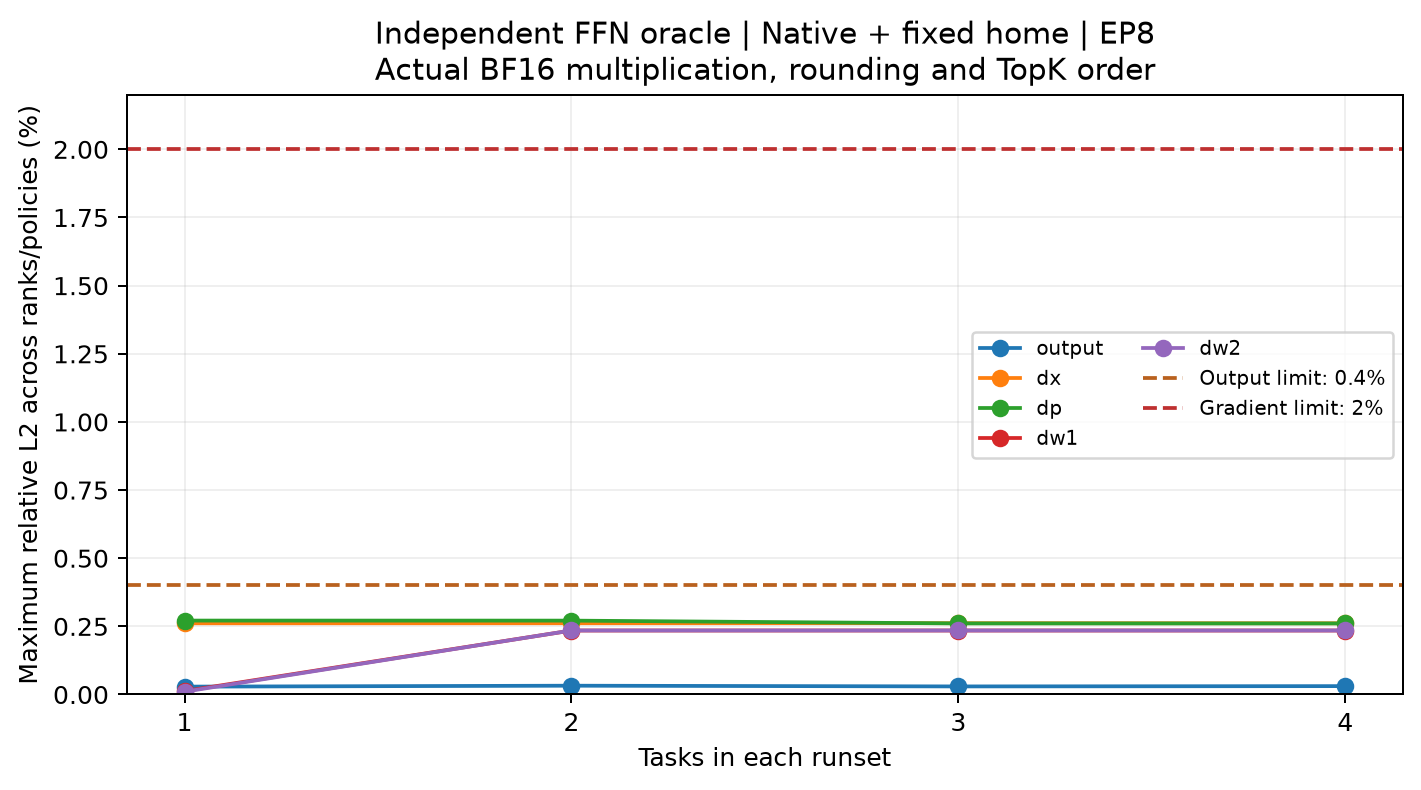 Independent FFN oracle | Native + fixed home | EP8
Actual BF16 multiplication, rounding and TopK order
Maximum relative L2 across ranks/policies (%)
2.00
1.75
1.50
1.25
1.00
0.75
0.50
0.25
0.00
output
dx
dp
dw1
dw2
Output limit: 0.4%
Gradient limit: 2%
1
2
3
4
Tasks in each runset